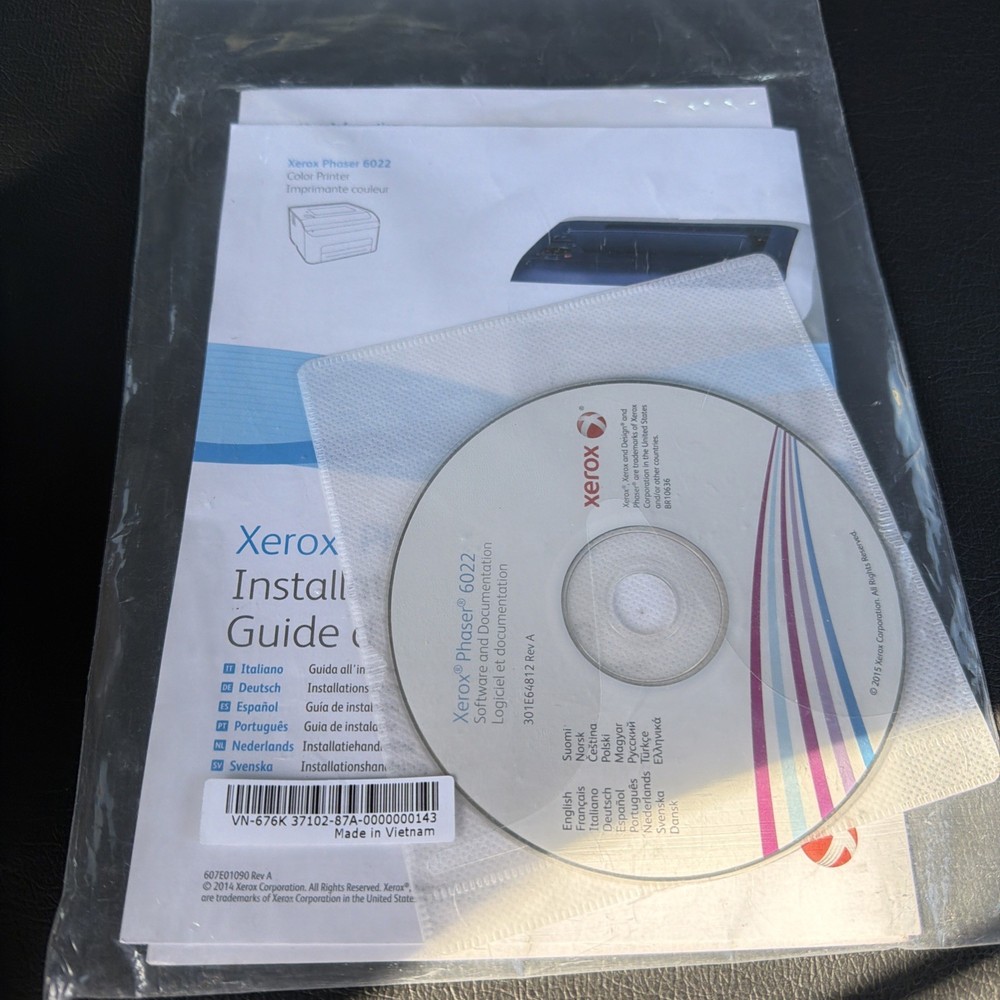 Xerox Phaser 6022
Color Printer
Imprimante couleur
Xerox
Install
Guide
IT Italiano Guida all'in
DE Deutsch Installations
ES Español Guía de instal
PT Português Guia de instala
NL Nederlands Installatiehandl
SV Svenska Installationshan
VN-676K 37102-87A-0000000143
Made in Vietnam
607E01090 Rev A
© 2014 Xerox Corporation. All Rights Reserved. Xerox®,
are trademarks of Xerox Corporation in the United State
xerox ®
Xerox®, Xerox and Design® and
Phaser® are trademarks of Xerox
Corporation in the United States
and/or other countries.
BR10636
Xerox® Phaser® 6022
Software and Documentation
Logiciel et documentation
301E64812 Rev A
English Suomi
Français Norsk
Italiano Čeština
Deutsch Polski
Español Magyar
Português Русский
Nederlands Türkçe
Svenska Ελληνικά
Dansk
© 2015 Xerox Corporation. All Rights Reserved.